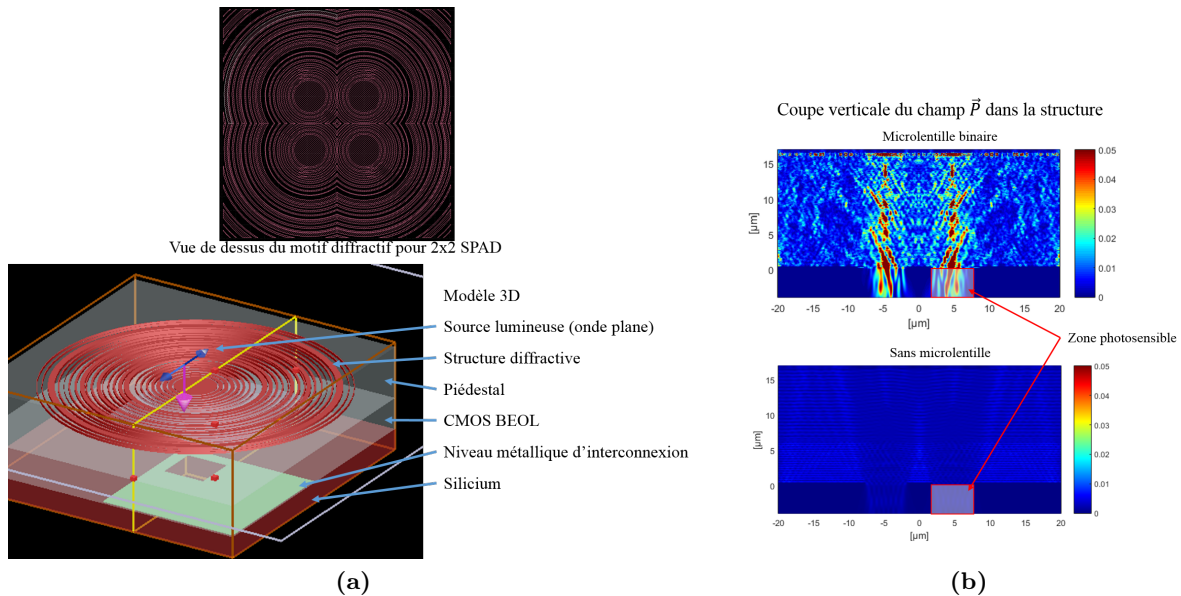 Vue de dessus du motif diffractif pour 2x2 SPAD
Modèle 3D
Source lumineuse (onde plane)
Structure diffractive
Piédestal
CMOS BEOL
Niveau métallique d'interconnexion
Silicium
(a)
Coupe verticale du champ P⃗ dans la structure
Microlentille binaire
15
10
5
0
[µm]
-20 -15 -10 -5 0 5 10 15 20
[µm]
0.05
0.04
0.03
0.02
0.01
0
Zone photosensible
Sans microlentille
15
10
5
0
[µm]
-20 -15 -10 -5 0 5 10 15 20
[µm]
0.05
0.04
0.03
0.02
0.01
0
(b)